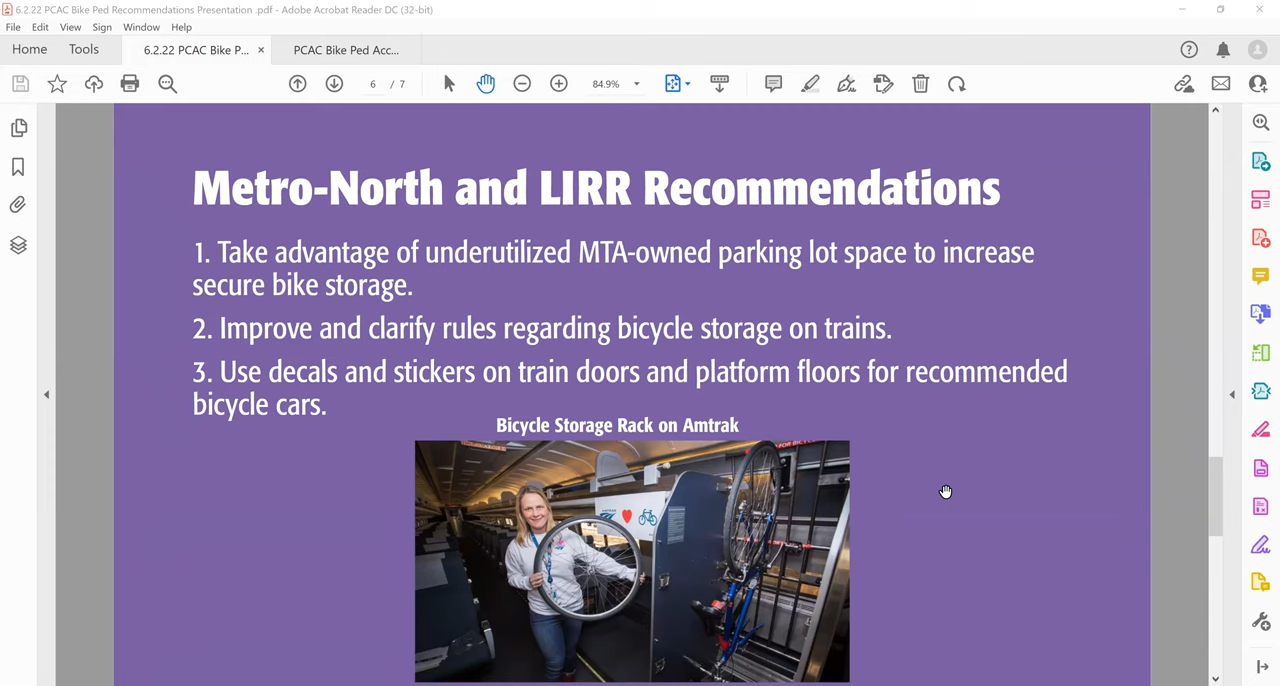 6.2.22 PCAC Bike Ped Recommendations Presentation .pdf - Adobe Acrobat Reader DC (32-bit)
File Edit View Sign Window Help
Home Tools 6.2.22 PCAC Bike P... × PCAC Bike Ped Acc...
6 / 7 84.9%
Metro-North and LIRR Recommendations
1. Take advantage of underutilized MTA-owned parking lot space to increase
secure bike storage.
2. Improve and clarify rules regarding bicycle storage on trains.
3. Use decals and stickers on train doors and platform floors for recommended
bicycle cars.
Bicycle Storage Rack on Amtrak
FOR BICYCL
AMTRAK